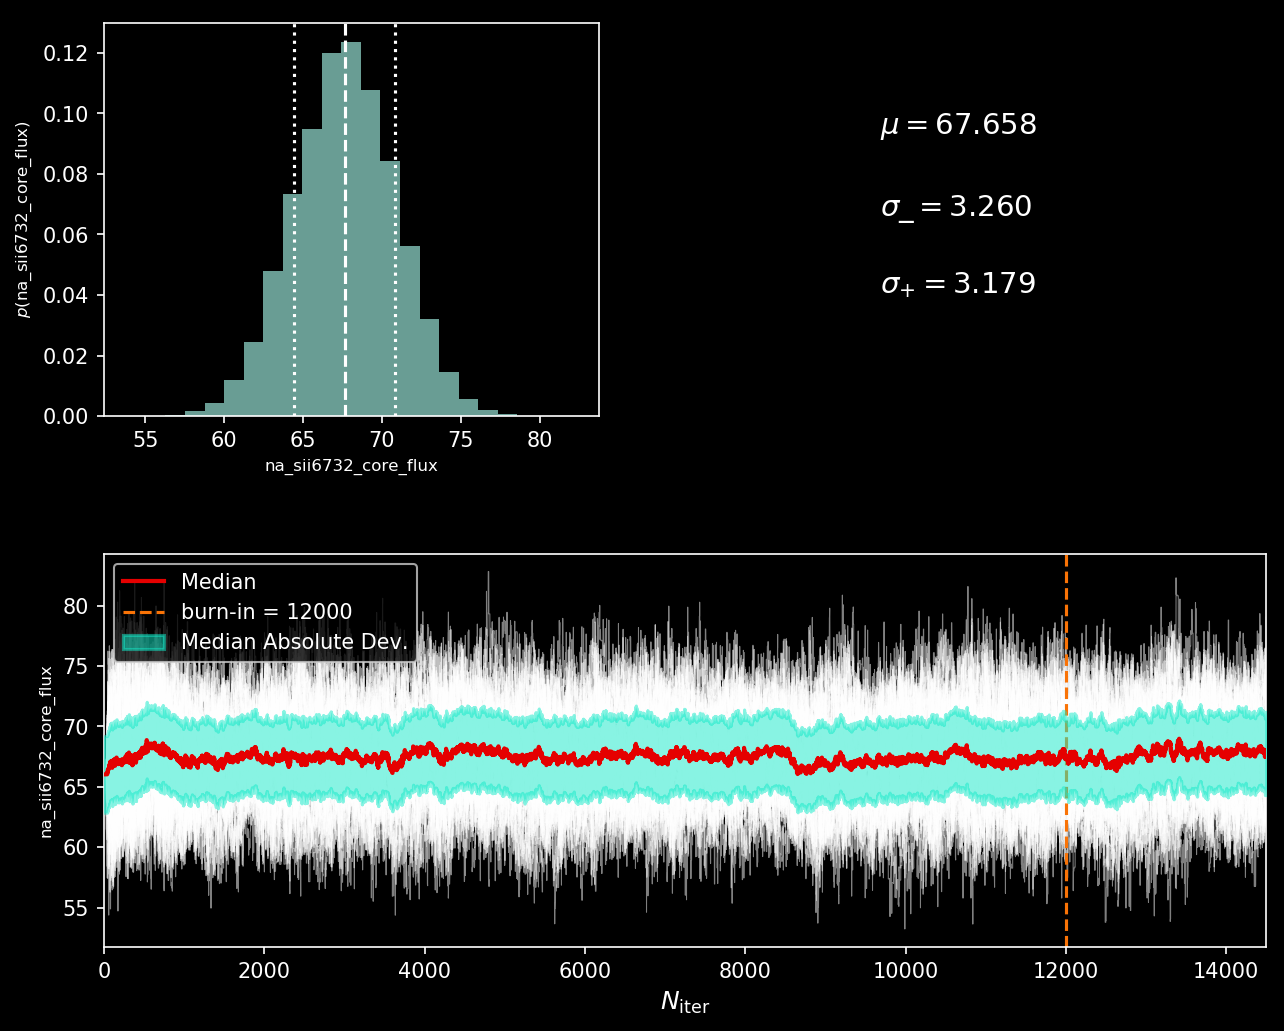 0.12
0.10
0.08
0.06
0.04
0.02
0.00
p(na_sii6732_core_flux)
55 60 65 70 75 80
na_sii6732_core_flux
μ = 67.658
σ_ = 3.260
σ₊ = 3.179
Median
burn-in = 12000
Median Absolute Dev.
80
75
70
65
60
55
na_sii6732_core_flux
0 2000 4000 6000 8000 10000 12000 14000
N_iter